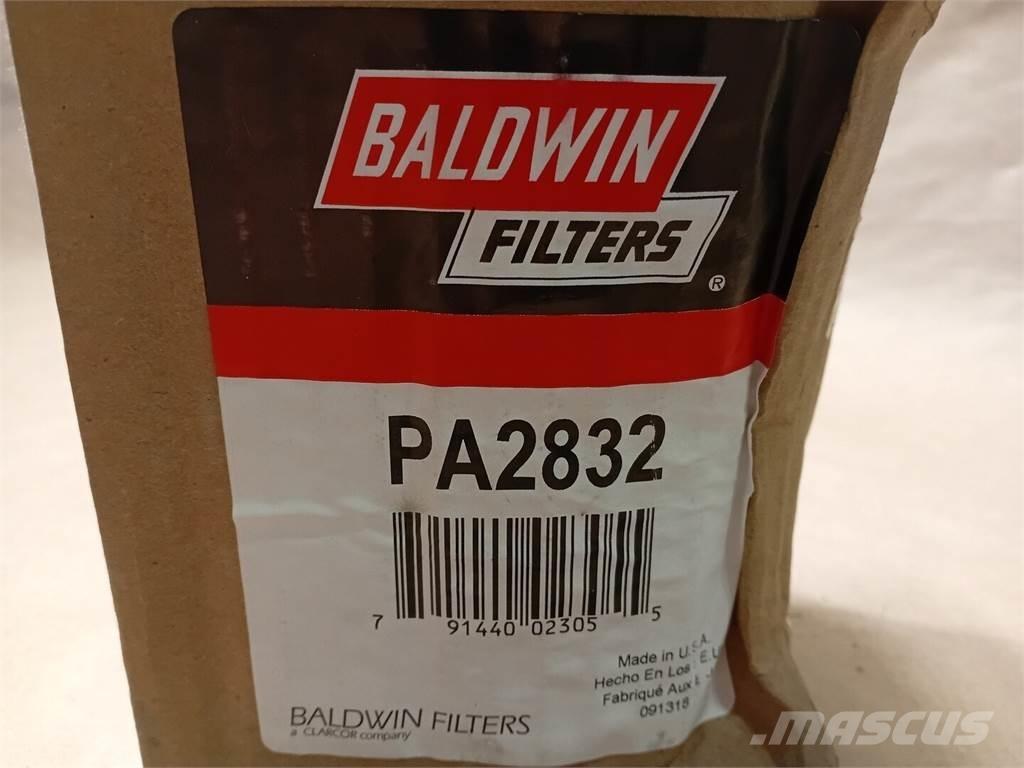 BALDWIN
FILTERS
®
PA2832
7 91440 02305 5
Made in U.S.A.
Hecho En Los E.U
Fabriqué Aux
091318
BALDWIN FILTERS
a CLARCOR company
MASCUS